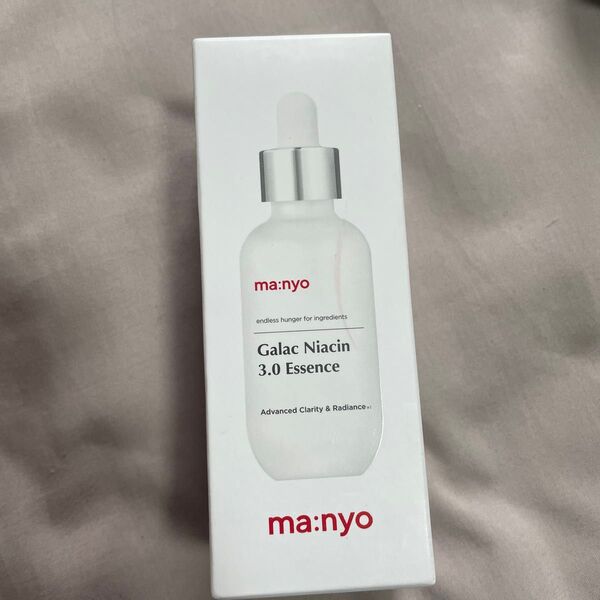 ma:nyo
endless hunger for ingredients
Galac Niacin
3.0 Essence
Advanced Clarity & Radiance
ma:nyo